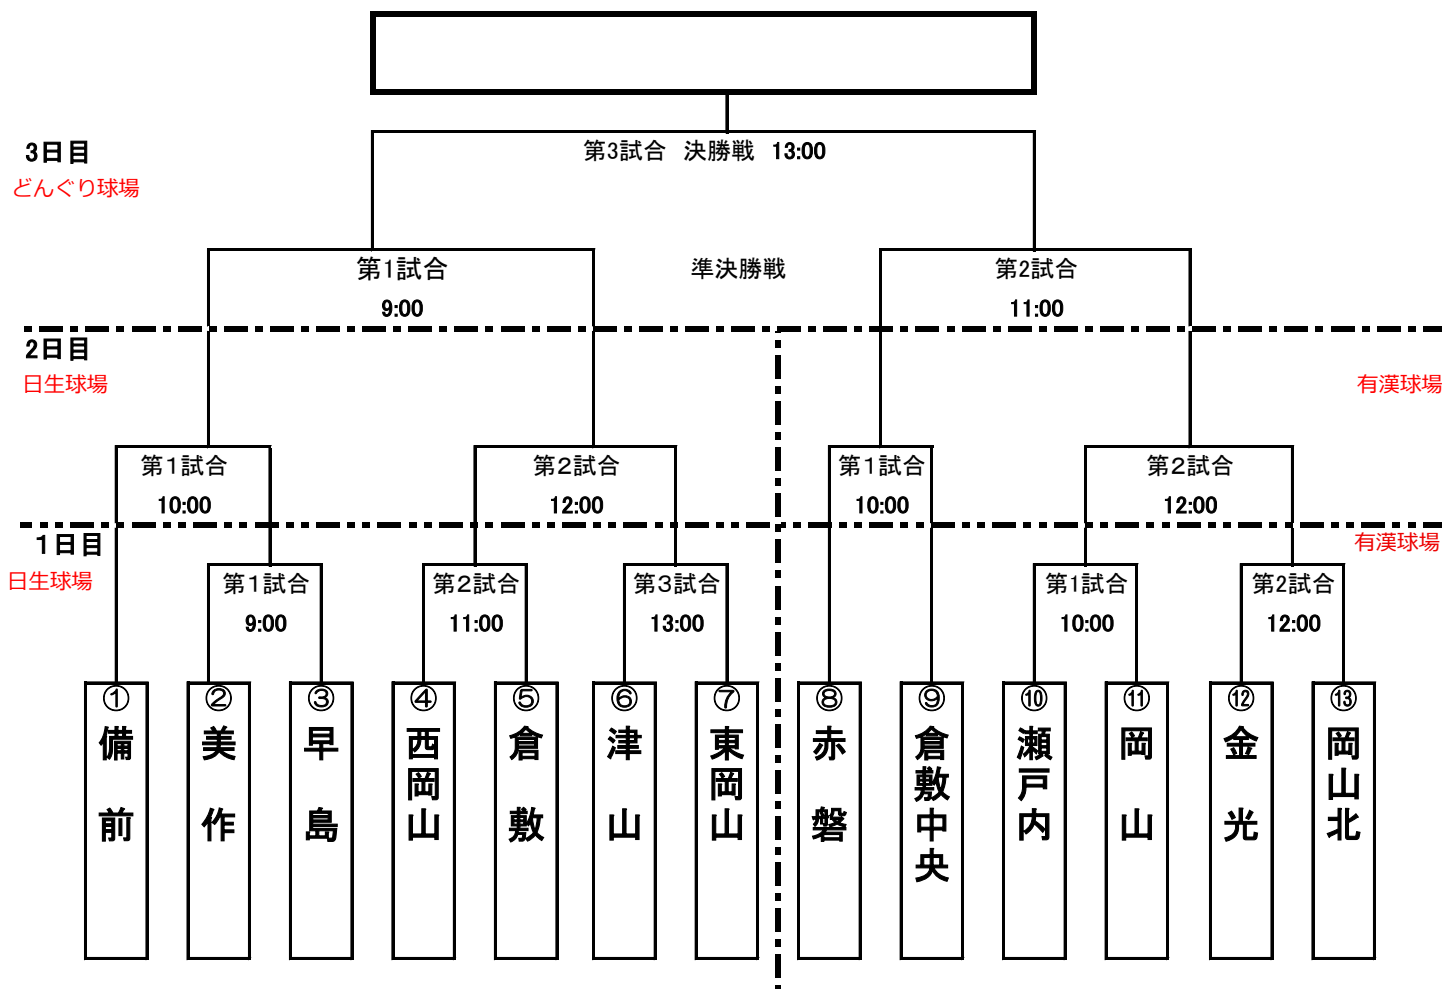 3日目
第3試合 決勝戦 13:00
どんぐり球場
第1試合
準決勝戦
第2試合
9:00
11:00
2日目
日生球場
有漢球場
第１試合
第２試合
第１試合
第２試合
10:00
12:00
10:00
12:00
１日目
有漢球場
日生球場
第１試合
第２試合
第３試合
第1試合
第2試合
9:00
11:00
13:00
10:00
12:00
①
備前
②
美作
③
早島
④
西岡山
⑤
倉敷
⑥
津山
⑦
東岡山
⑧
赤磐
⑨
倉敷中央
⑩
瀬戸内
⑪
岡山
⑫
金光
⑬
岡山北